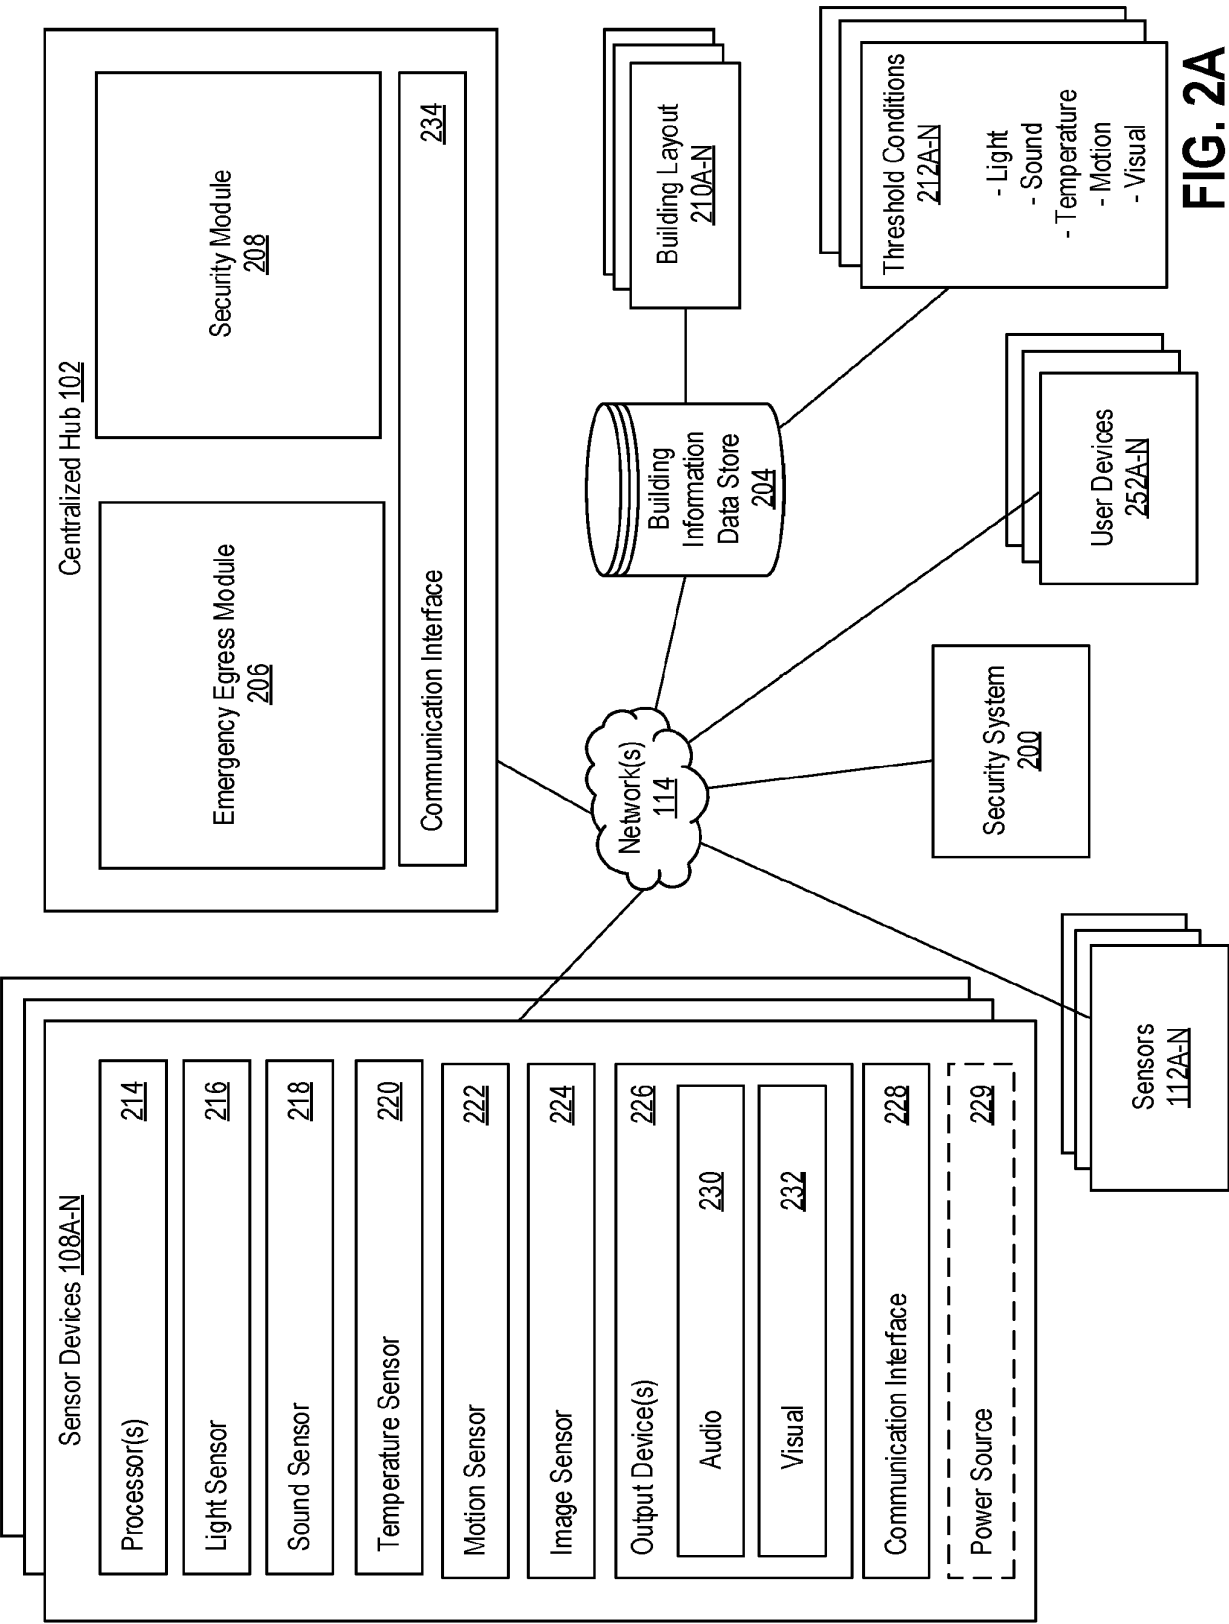 Sensor Devices 108A-N
Processor(s) 214
Light Sensor 216
Sound Sensor 218
Temperature Sensor 220
Motion Sensor 222
Image Sensor 224
Output Device(s) 226
Audio 230
Visual 232
Communication Interface 228
Power Source 229
Centralized Hub 102
Emergency Egress Module
206
Security Module
208
Communication Interface 234
Network(s)
114
Building
Information
Data Store
204
Building Layout
210A-N
Threshold Conditions
212A-N
- Light
- Sound
- Temperature
- Motion
- Visual
Sensors
112A-N
Security System
200
User Devices
252A-N
FIG. 2A